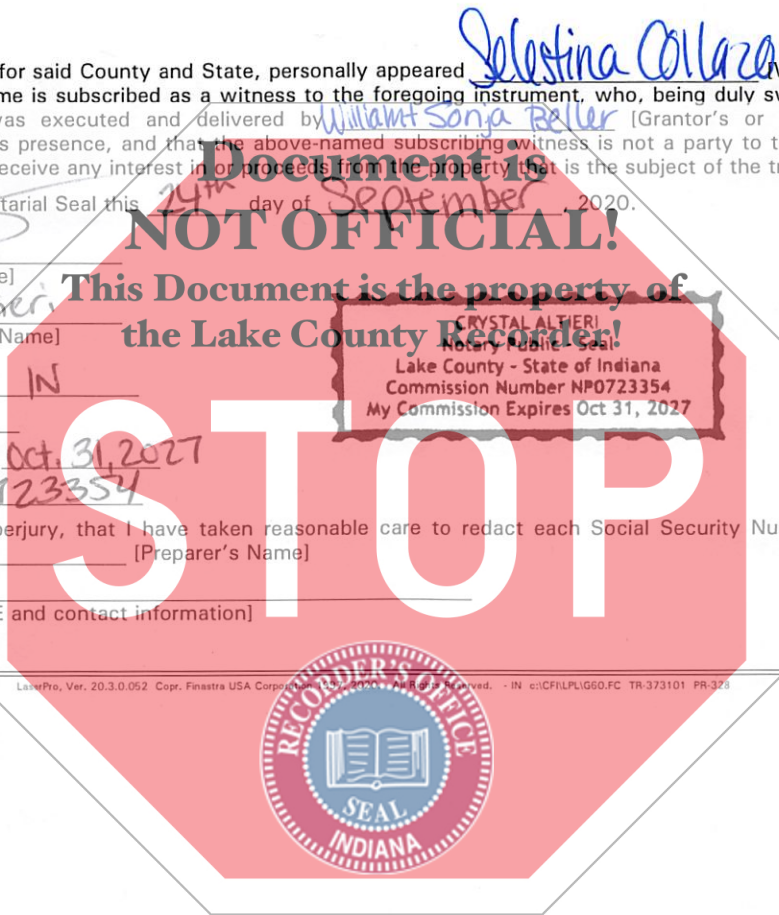 for said County and State, personally appeared Selestina Collazo
me is subscribed as a witness to the foregoing instrument, who, being duly sw
was executed and delivered by William + Sonja Beller [Grantor's or
s presence, and that the above-named subscribing witness is not a party to t
eceive any interest in or proceeds from the property that is the subject of the tr
tarial Seal this 24th day of September, 2020.
Document is
NOT OFFICIAL!
This Document is the property of
the Lake County Recorder!
e]
Name]
CRYSTAL ALTIERI
Notary Public - Seal
Lake County - State of Indiana
Commission Number NP0723354
My Commission Expires Oct 31, 2027
IN
Oct. 31, 2027
723354
STOP
perjury, that I have taken reasonable care to redact each Social Security Nu
[Preparer's Name]
E and contact information]
LaserPro, Ver. 20.3.0.052 Copr. Finastra USA Corporation 1997, 2020. All Rights Reserved. - IN c:\CFI\LPL\G60.FC TR-373101 PR-328
RECORDER'S OFFICE
SEAL
INDIANA